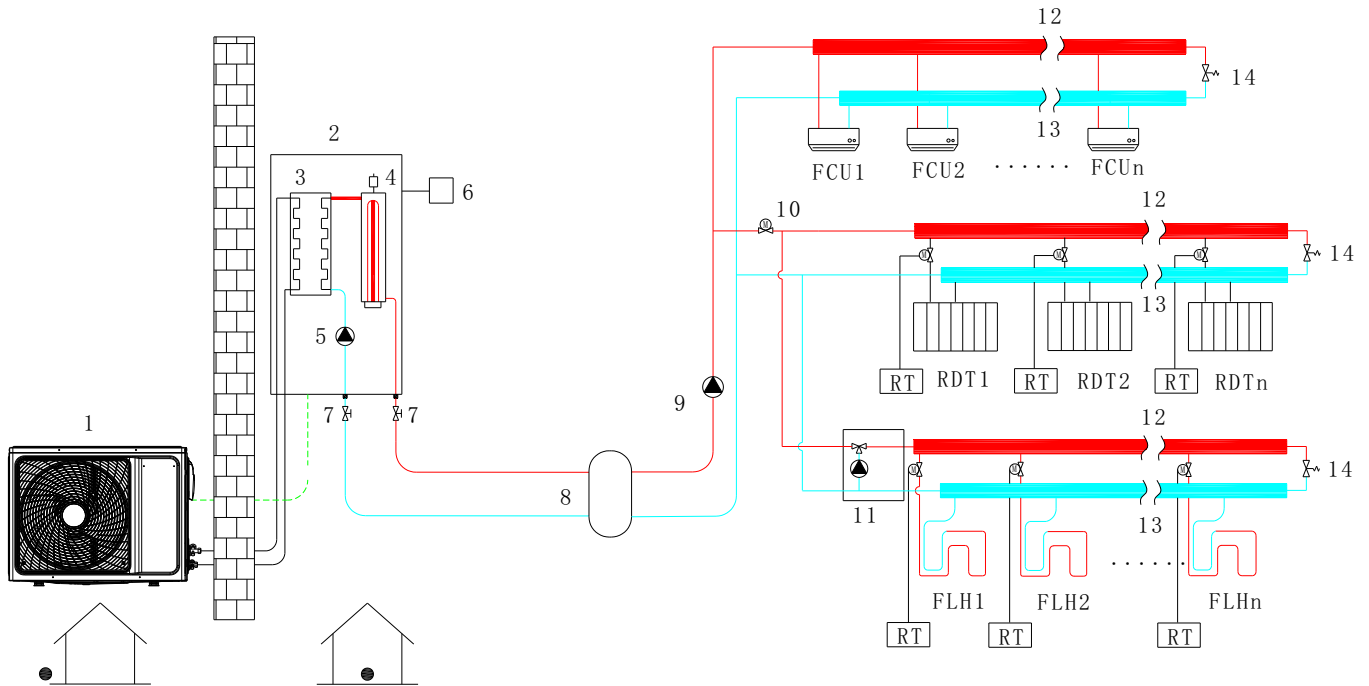 12
14
13
FCU1 FCU2 ...... FCUn
2
3 4
6
10
12
M
14
M M M
13
5
RT RDT1 RT RDT2 RT RDTn
9
7 7
1
12
14
M M M
8
11
13
......
FLH1 FLH2 FLHn
RT RT RT